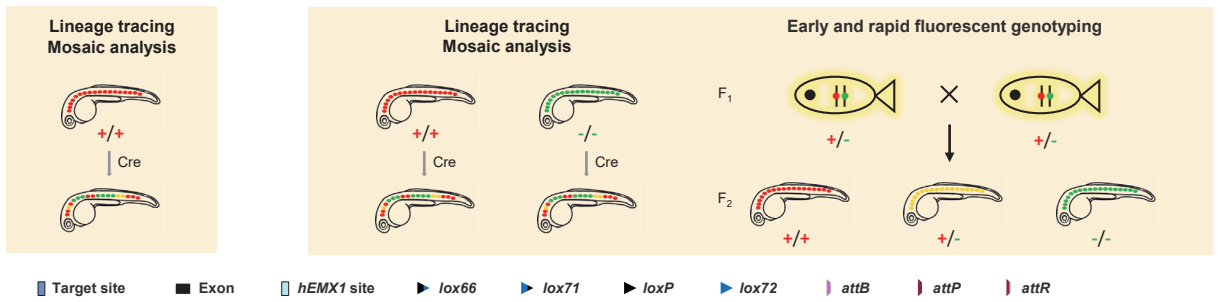 Lineage tracing
Mosaic analysis
+/+
Cre
Lineage tracing
Mosaic analysis
+/+
-/-
Cre
Cre
Early and rapid fluorescent genotyping
F1
+/-
+/-
F2
+/+
+/-
-/-
Target site
Exon
hEMX1 site
lox66
lox71
loxP
lox72
attB
attP
attR